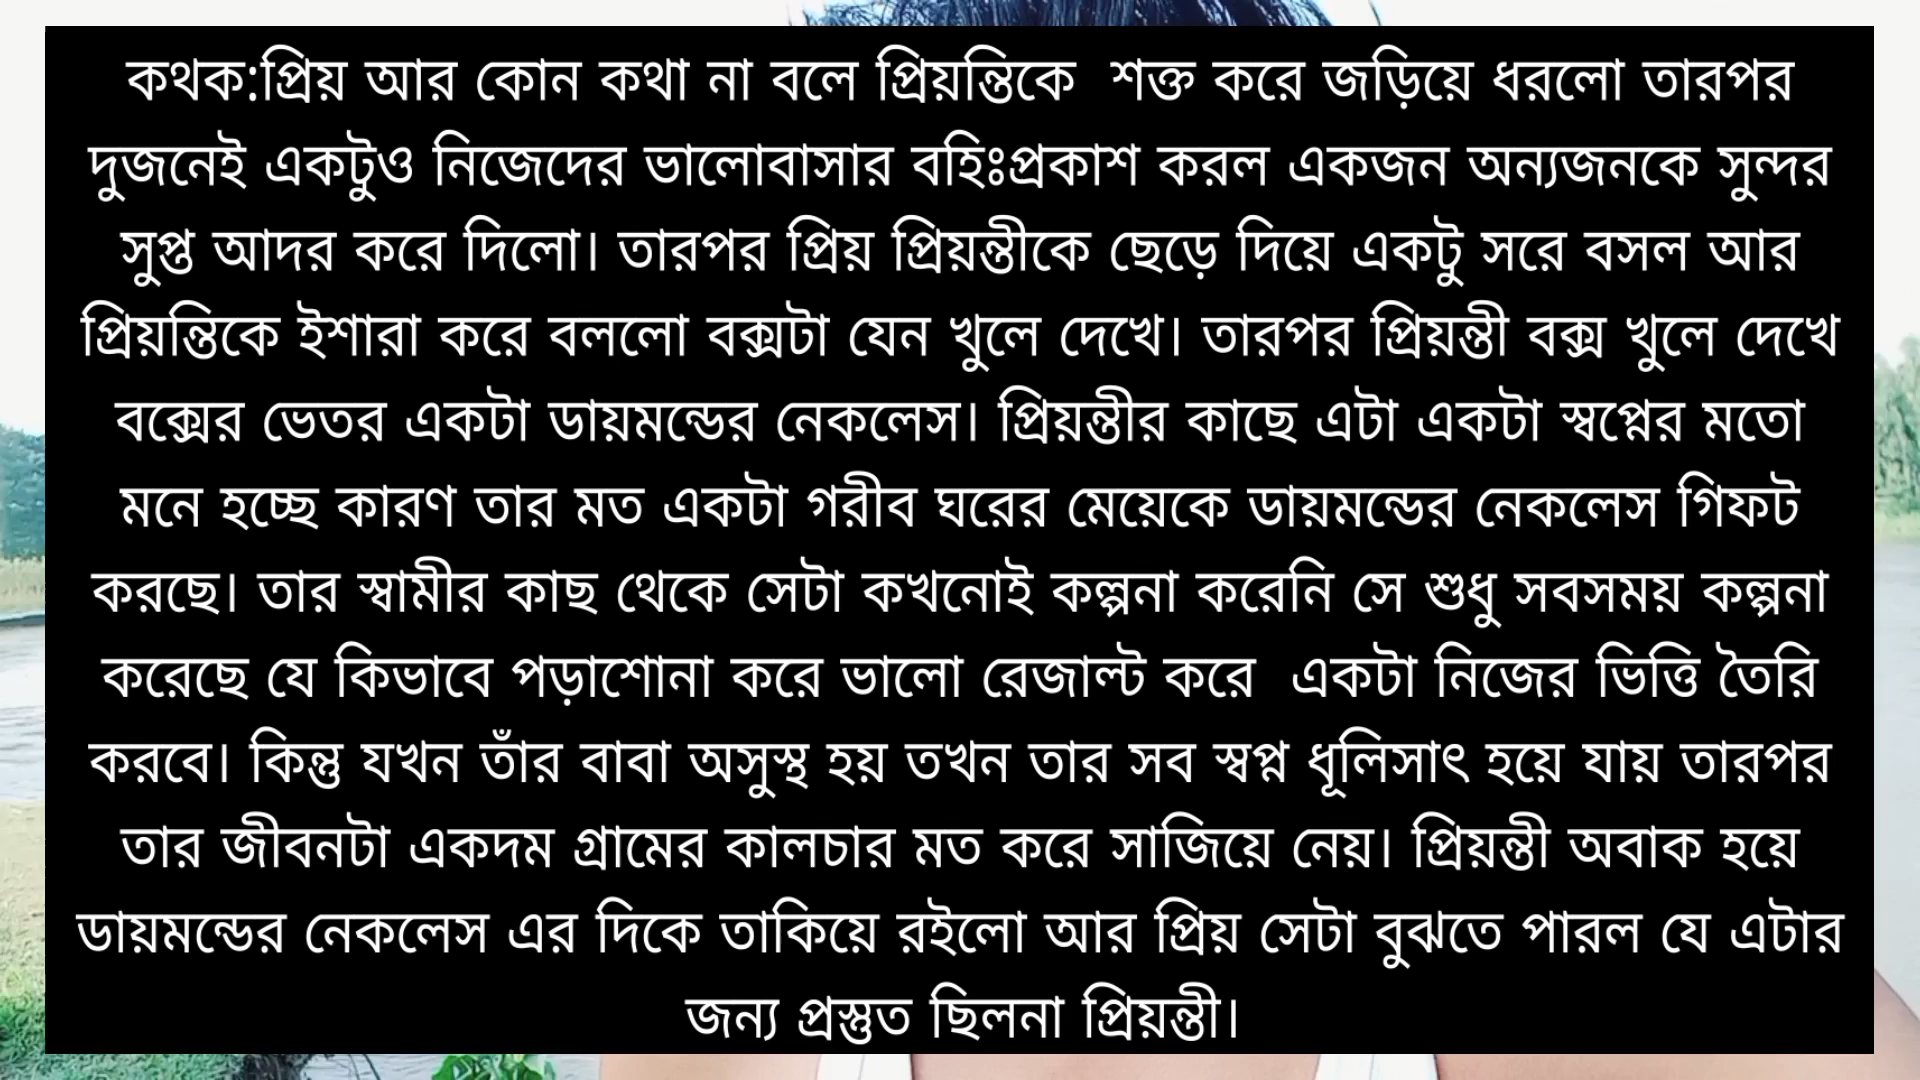 কথক:প্রিয় আর কোন কথা না বলে প্রিয়ন্তিকে  শক্ত করে জড়িয়ে ধরলো তারপর
দুজনেই একটুও নিজেদের ভালোবাসার বহিঃপ্রকাশ করল একজন অন্যজনকে সুন্দর
সুপ্ত আদর করে দিলো। তারপর প্রিয় প্রিয়ন্তীকে ছেড়ে দিয়ে একটু সরে বসল আর
প্রিয়ন্তিকে ইশারা করে বললো বক্সটা যেন খুলে দেখে। তারপর প্রিয়ন্তী বক্স খুলে দেখে
বক্সের ভেতর একটা ডায়মন্ডের নেকলেস। প্রিয়ন্তীর কাছে এটা একটা স্বপ্নের মতো
মনে হচ্ছে কারণ তার মত একটা গরীব ঘরের মেয়েকে ডায়মন্ডের নেকলেস গিফট
করছে। তার স্বামীর কাছ থেকে সেটা কখনোই কল্পনা করেনি সে শুধু সবসময় কল্পনা
করেছে যে কিভাবে পড়াশোনা করে ভালো রেজাল্ট করে  একটা নিজের ভিত্তি তৈরি
করবে। কিন্তু যখন তাঁর বাবা অসুস্থ হয় তখন তার সব স্বপ্ন ধূলিসাৎ হয়ে যায় তারপর
তার জীবনটা একদম গ্রামের কালচার মত করে সাজিয়ে নেয়। প্রিয়ন্তী অবাক হয়ে
ডায়মন্ডের নেকলেস এর দিকে তাকিয়ে রইলো আর প্রিয় সেটা বুঝতে পারল যে এটার
জন্য প্রস্তুত ছিলনা প্রিয়ন্তী।